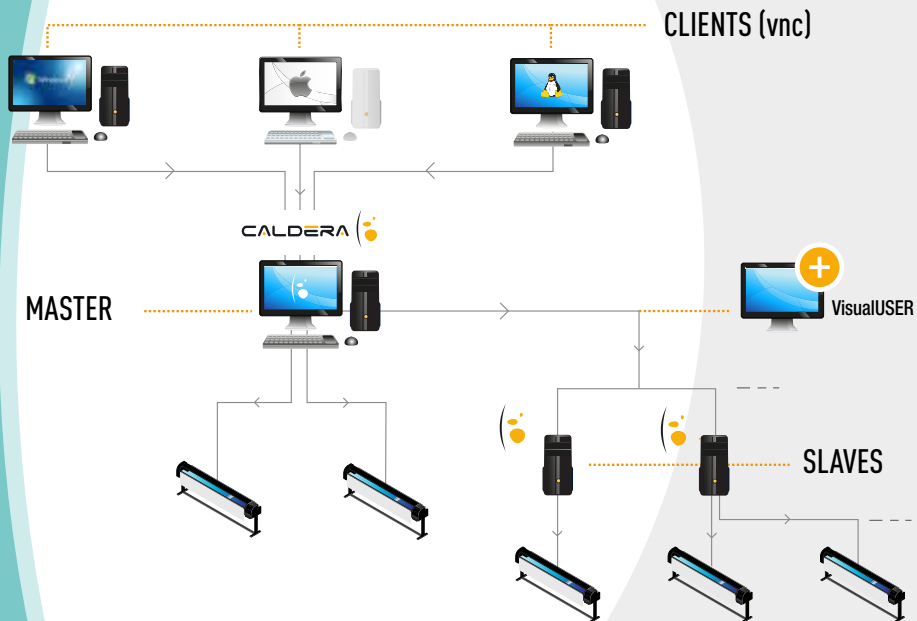 CLIENTS (vnc)
CALDERA
MASTER
VisualUSER
SLAVES